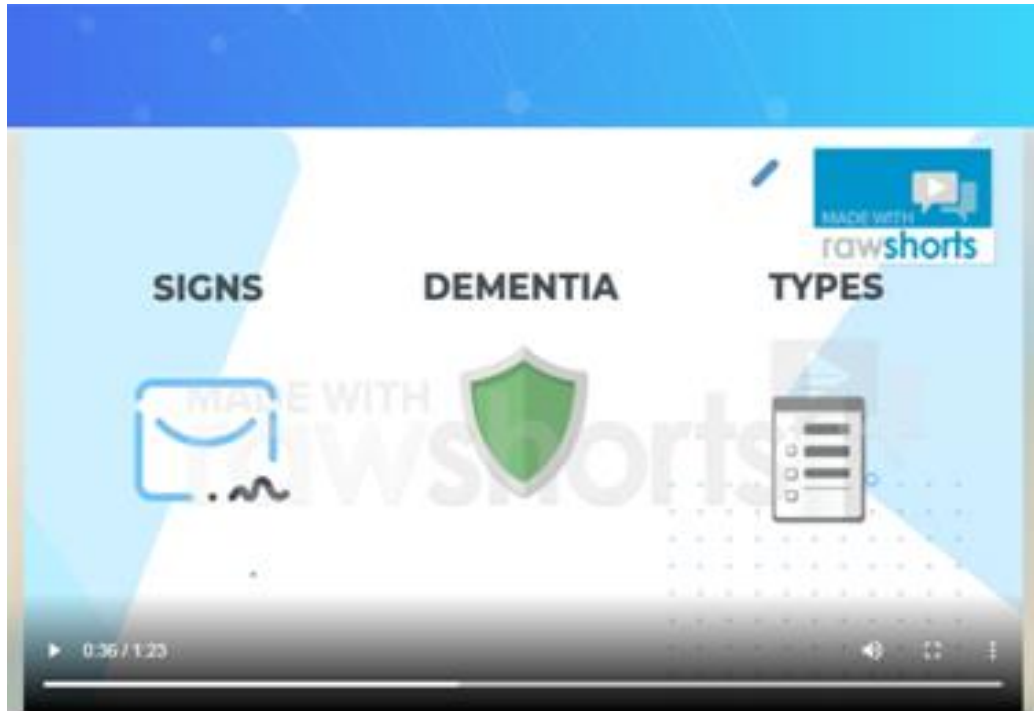 MADE WITH
rawshorts
SIGNS DEMENTIA TYPES
MADE WITH
rawshorts
0:36 / 1:23